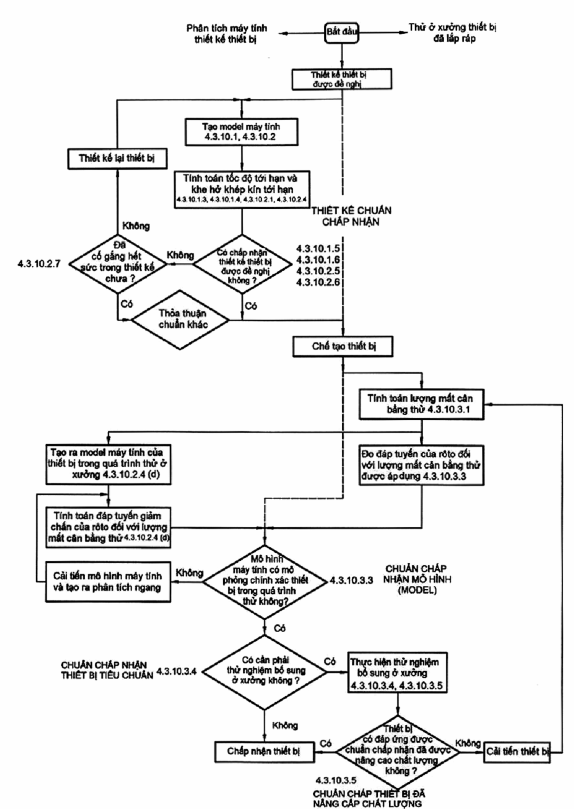 Phân tích máy tính
thiết kế thiết bị
Bắt đầu
Thử ở xưởng thiết bị
đã lắp ráp
Thiết kế thiết bị
được đề nghị
Tạo model máy tính
4.3.10.1, 4.3.10.2
Thiết kế lại thiết bị
Tính toán tốc độ tới hạn và
khe hở khép kín tới hạn
4.3.10.1.3, 4.3.10.1.4, 4.3.10.2.1, 4.3.10.2.4
THIẾT KẾ CHUẨN
CHẤP NHẬN
Không
Đã
cố gắng hết
sức trong thiết kế
chưa ?
4.3.10.2.7
Không
Có chấp nhận
thiết kế thiết bị
được đề nghị
không ?
4.3.10.1.5
4.3.10.1.6
4.3.10.2.5
4.3.10.2.6
Có
Có
Thỏa thuận
chuẩn khác
Chế tạo thiết bị
Tính toán lượng mất cân
bằng thử 4.3.10.3.1
Tạo ra model máy tính của
thiết bị trong quá trình thử ở
xưởng 4.3.10.2.4 (d)
Đo đáp tuyến của rôto đối
với lượng mất cân bằng thử
được áp dụng 4.3.10.3.3
Tính toán đáp tuyến giảm
chấn của rôto đối với lượng
mất cân bằng thử 4.3.10.2.4 (d)
Mô hình
máy tính có mô
phỏng chính xác thiết
bị trong quá trình
thử không?
4.3.10.3.3
CHUẨN CHẤP
NHẬN MÔ HÌNH
(MODEL)
Không
Cải tiến mô hình máy tính
và tạo ra phân tích ngang
Có
CHUẨN CHẤP NHẬN
THIẾT BỊ TIÊU CHUẨN
4.3.10.3.4
Có cần phải
thử nghiệm bổ sung
ở xưởng không ?
Có
Thực hiện thử nghiệm
bổ sung ở xưởng
4.3.10.3.4, 4.3.10.3.5
Không
Chấp nhận thiết bị
Có
Thiết bị
có đáp ứng được
chuẩn chấp nhận đã được
nâng cao chất lượng
không ?
Không
Cải tiến thiết bị
4.3.10.3.5
CHUẨN CHẤP THIẾT BỊ ĐÃ
NÂNG CẤP CHẤT LƯỢNG